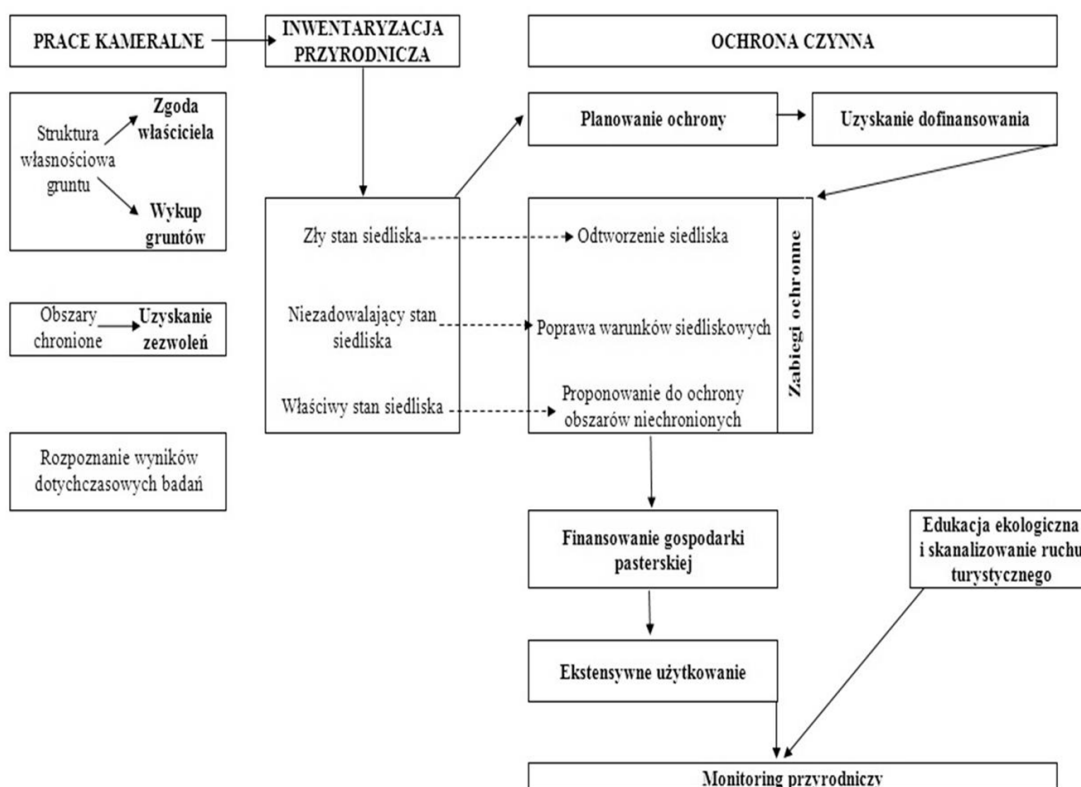 PRACE KAMERALNE
INWENTARYZACJA
PRZYRODNICZA
OCHRONA CZYNNA
Struktura
własnościowa
gruntu
Zgoda
właściciela
Wykup
gruntów
Obszary
chronione
Uzyskanie
zezwoleń
Rozpoznanie wyników
dotychczasowych badań
Zły stan siedliska
Niezadowalający stan
siedliska
Właściwy stan siedliska
Planowanie ochrony
Uzyskanie dofinansowania
Odtworzenie siedliska
Poprawa warunków siedliskowych
Proponowanie do ochrony
obszarów niechronionych
Zabiegi ochronne
Finansowanie gospodarki
pasterskiej
Ekstensywne użytkowanie
Edukacja ekologiczna
i skanalizowanie ruchu
turystycznego
Monitoring przyrodniczy